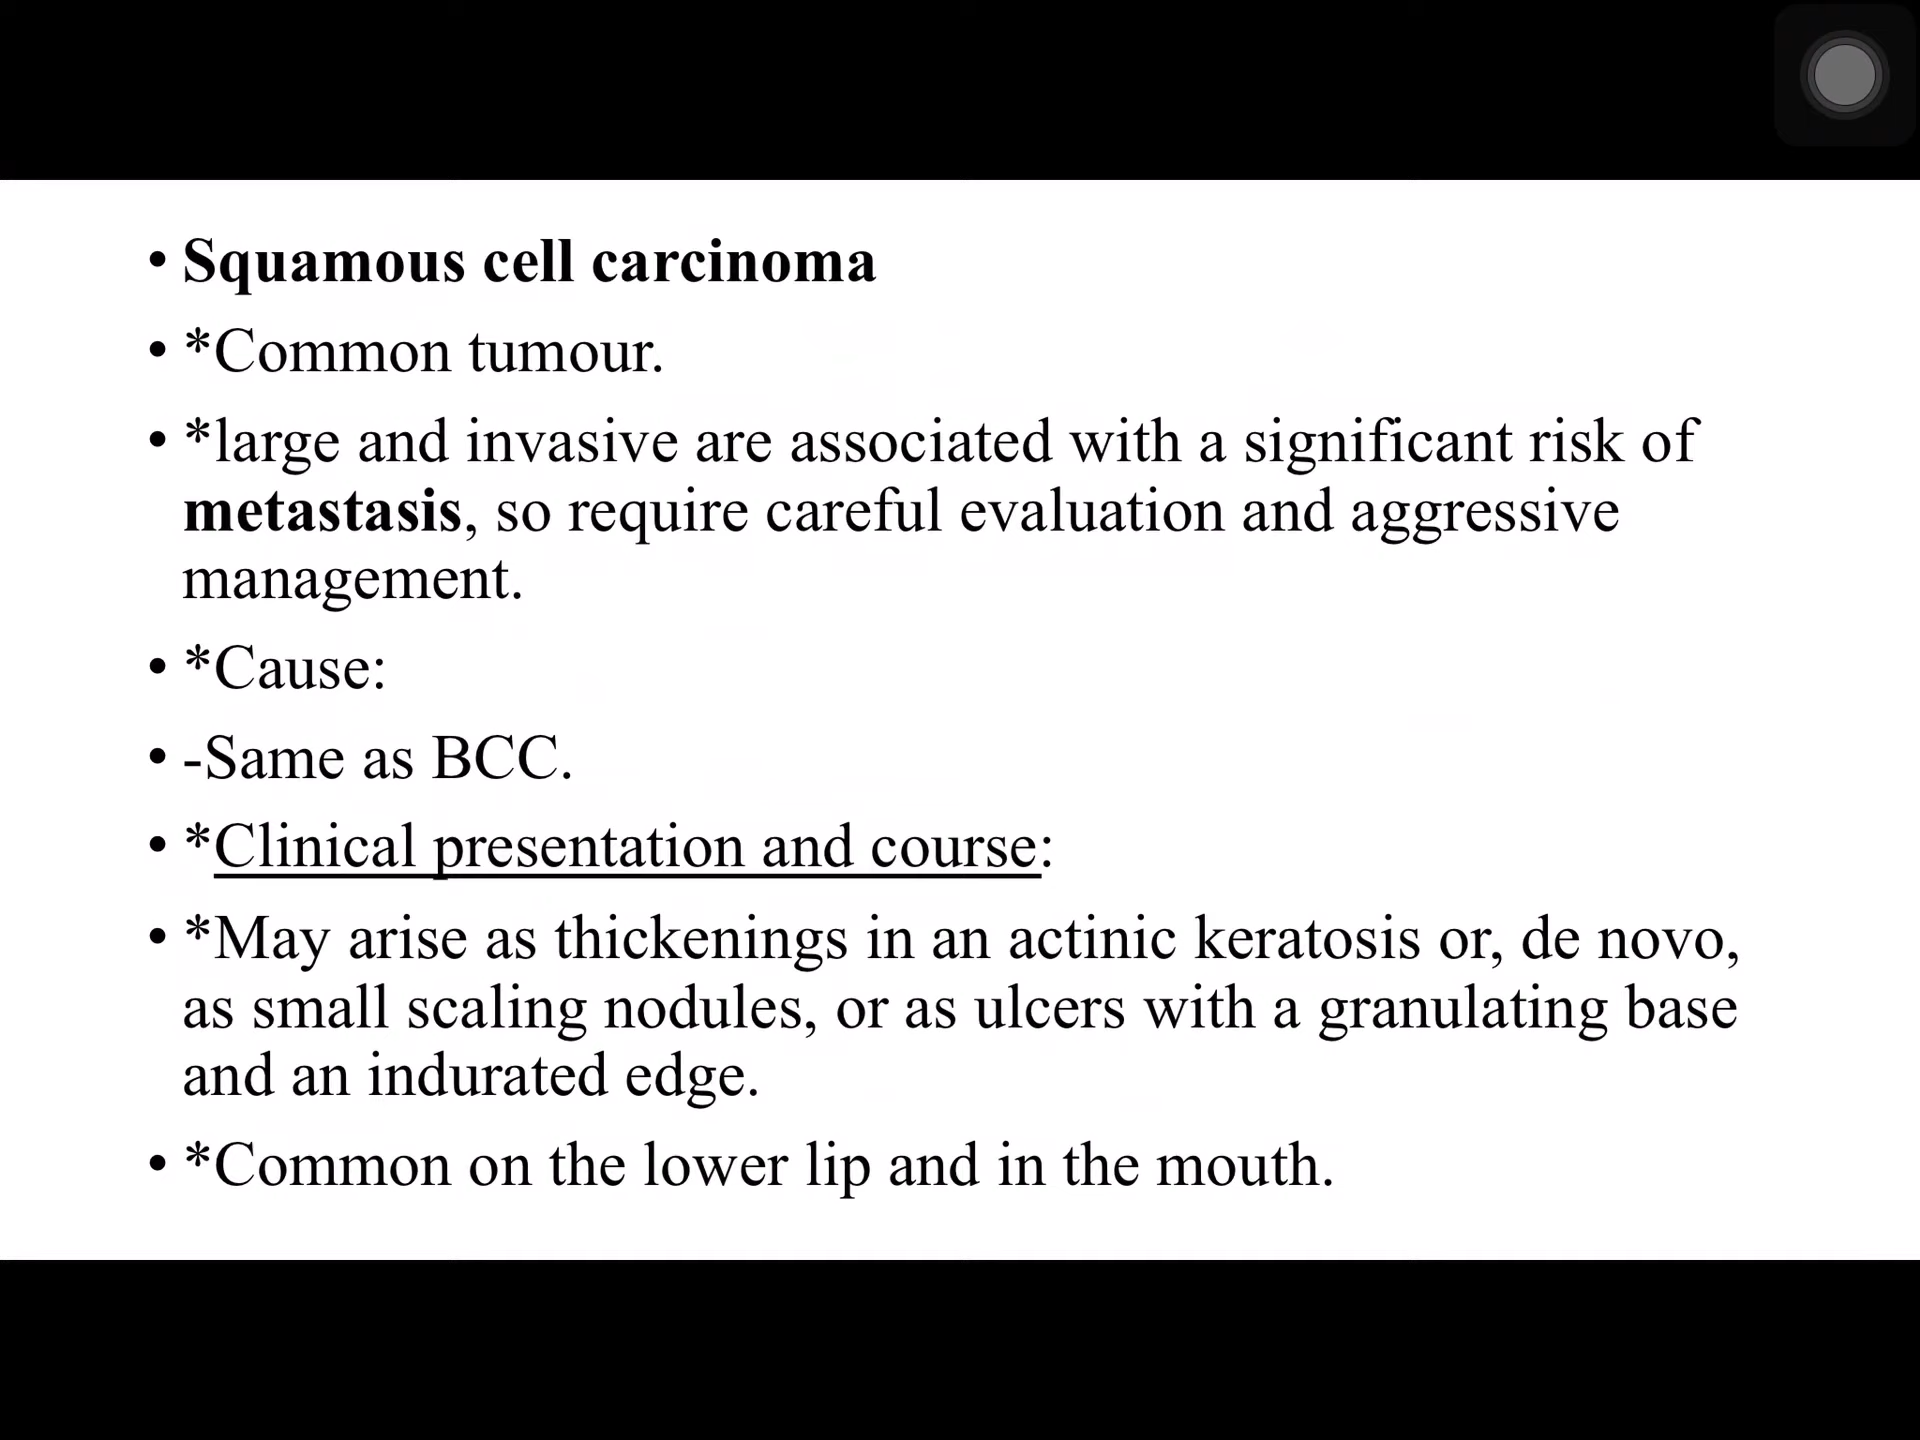 • Squamous cell carcinoma
• *Common tumour.
• *large and invasive are associated with a significant risk of
metastasis, so require careful evaluation and aggressive
management.
• *Cause:
• -Same as BCC.
• *Clinical presentation and course:
• *May arise as thickenings in an actinic keratosis or, de novo,
as small scaling nodules, or as ulcers with a granulating base
and an indurated edge.
• *Common on the lower lip and in the mouth.